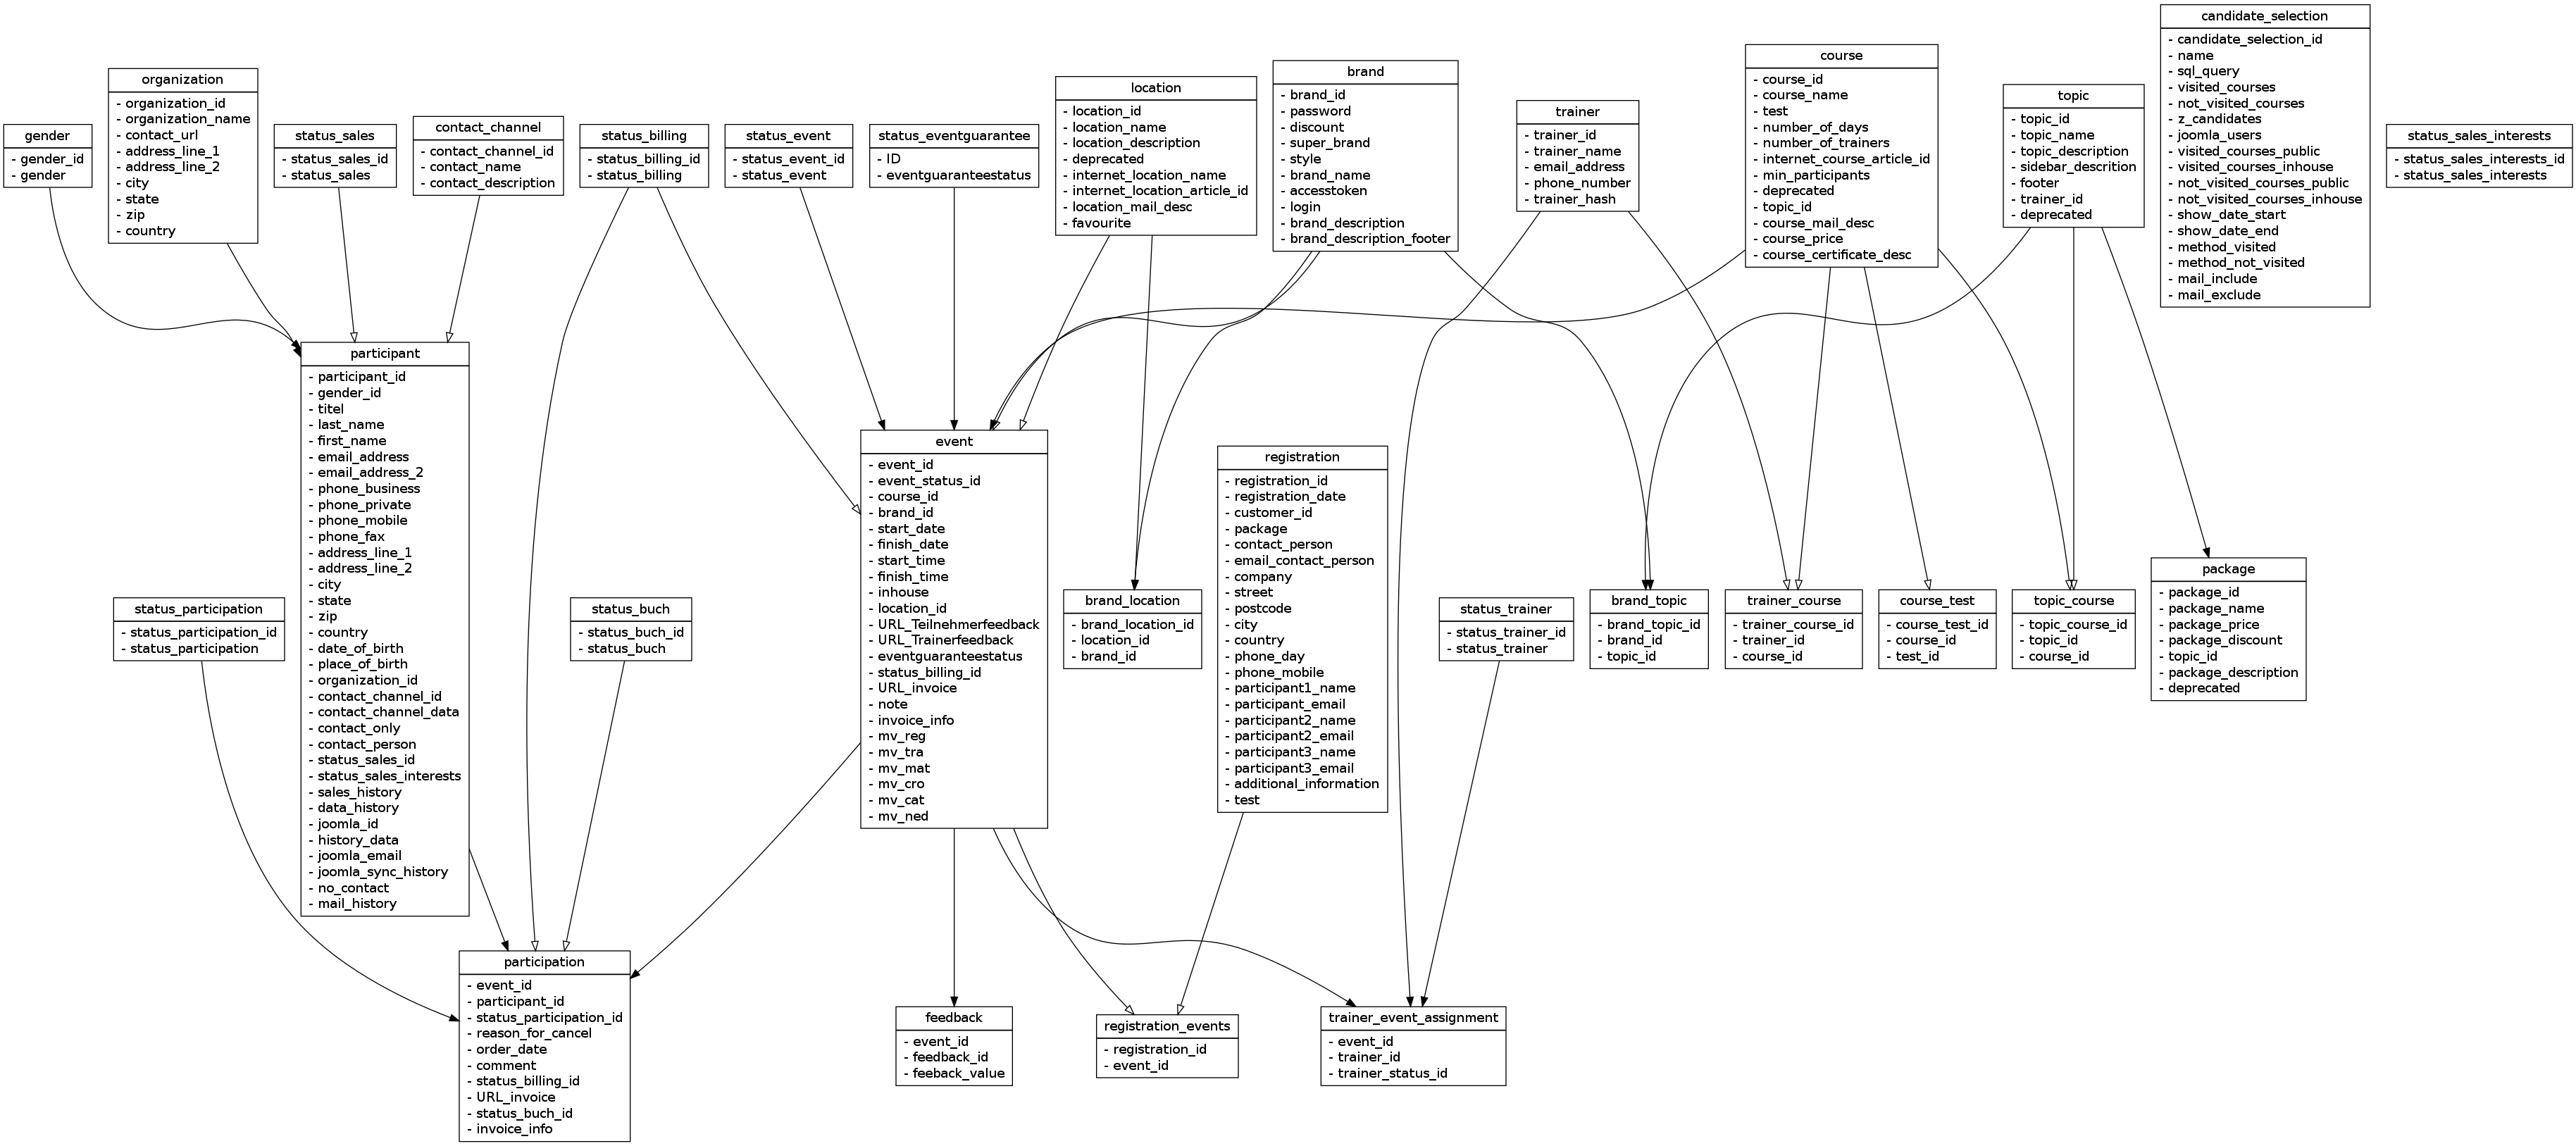 candidate_selection
- candidate_selection_id
- name
- sql_query
- visited_courses
- not_visited_courses
- z_candidates
- joomla_users
- visited_courses_public
- visited_courses_inhouse
- not_visited_courses_public
- not_visited_courses_inhouse
- show_date_start
- show_date_end
- method_visited
- method_not_visited
- mail_include
- mail_exclude
course
- course_id
- course_name
- test
- number_of_days
- number_of_trainers
- internet_course_article_id
- min_participants
- deprecated
- topic_id
- course_mail_desc
- course_price
- course_certificate_desc
brand
- brand_id
- password
- discount
- super_brand
- style
- brand_name
- accesstoken
- login
- brand_description
- brand_description_footer
organization
- organization_id
- organization_name
- contact_url
- address_line_1
- address_line_2
- city
- state
- zip
- country
location
- location_id
- location_name
- location_description
- deprecated
- internet_location_name
- internet_location_article_id
- location_mail_desc
- favourite
topic
- topic_id
- topic_name
- topic_description
- sidebar_descrition
- footer
- trainer_id
- deprecated
trainer
- trainer_id
- trainer_name
- email_address
- phone_number
- trainer_hash
contact_channel
- contact_channel_id
- contact_name
- contact_description
gender
- gender_id
- gender
status_sales
- status_sales_id
- status_sales
status_billing
- status_billing_id
- status_billing
status_event
- status_event_id
- status_event
status_eventguarantee
- ID
- eventguaranteestatus
status_sales_interests
- status_sales_interests_id
- status_sales_interests
participant
- participant_id
- gender_id
- titel
- last_name
- first_name
- email_address
- email_address_2
- phone_business
- phone_private
- phone_mobile
- phone_fax
- address_line_1
- address_line_2
- city
- state
- zip
- country
- date_of_birth
- place_of_birth
- organization_id
- contact_channel_id
- contact_channel_data
- contact_only
- contact_person
- status_sales_id
- status_sales_interests
- sales_history
- data_history
- joomla_id
- history_data
- joomla_email
- joomla_sync_history
- no_contact
- mail_history
event
- event_id
- event_status_id
- course_id
- brand_id
- start_date
- finish_date
- start_time
- finish_time
- inhouse
- location_id
- URL_Teilnehmerfeedback
- URL_Trainerfeedback
- eventguaranteestatus
- status_billing_id
- URL_invoice
- note
- invoice_info
- mv_reg
- mv_tra
- mv_mat
- mv_cro
- mv_cat
- mv_ned
registration
- registration_id
- registration_date
- customer_id
- package
- contact_person
- email_contact_person
- company
- street
- postcode
- city
- country
- phone_day
- phone_mobile
- participant1_name
- participant_email
- participant2_name
- participant2_email
- participant3_name
- participant3_email
- additional_information
- test
package
- package_id
- package_name
- package_price
- package_discount
- topic_id
- package_description
- deprecated
brand_location
- brand_location_id
- location_id
- brand_id
brand_topic
- brand_topic_id
- brand_id
- topic_id
trainer_course
- trainer_course_id
- trainer_id
- course_id
course_test
- course_test_id
- course_id
- test_id
topic_course
- topic_course_id
- topic_id
- course_id
status_participation
- status_participation_id
- status_participation
status_buch
- status_buch_id
- status_buch
status_trainer
- status_trainer_id
- status_trainer
participation
- event_id
- participant_id
- status_participation_id
- reason_for_cancel
- order_date
- comment
- status_billing_id
- URL_invoice
- status_buch_id
- invoice_info
feedback
- event_id
- feedback_id
- feeback_value
registration_events
- registration_id
- event_id
trainer_event_assignment
- event_id
- trainer_id
- trainer_status_id